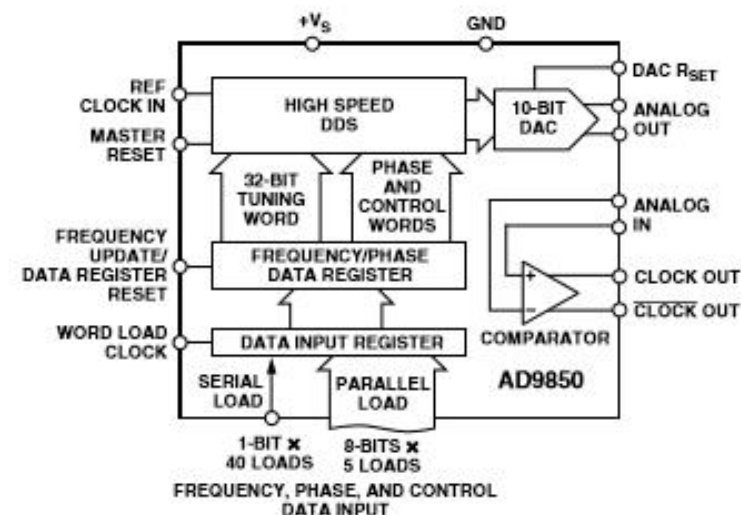 +VS
GND
REF
CLOCK IN
MASTER
RESET
FREQUENCY
UPDATE/
DATA REGISTER
RESET
WORD LOAD
CLOCK
HIGH SPEED
DDS
32-BIT
TUNING
WORD
PHASE
AND
CONTROL
WORDS
FREQUENCY/PHASE
DATA REGISTER
DATA INPUT REGISTER
SERIAL
LOAD
PARALLEL
LOAD
1-BIT ×
40 LOADS
8-BITS ×
5 LOADS
FREQUENCY, PHASE, AND CONTROL
DATA INPUT
10-BIT
DAC
DAC RSET
ANALOG
OUT
ANALOG
IN
+
–
CLOCK OUT
CLOCK OUT
COMPARATOR
AD9850